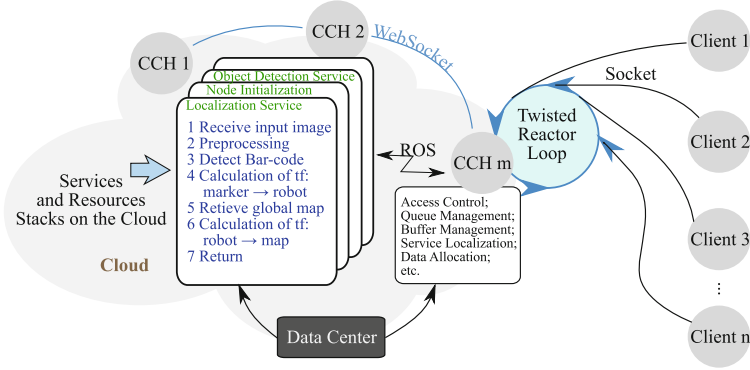 CCH 1
CCH 2
WebSocket
Client 1
Socket
Object Detection Service
Node Initialization
Localization Service
1 Receive input image
2 Preprocessing
3 Detect Bar-code
4 Calculation of tf:
marker → robot
5 Retieve global map
6 Calculation of tf:
robot → map
7 Return
Services
and Resources
Stacks on the Cloud
Cloud
ROS
CCH m
Twisted
Reactor
Loop
Client 2
Access Control;
Queue Management;
Buffer Management;
Service Localization;
Data Allocation;
etc.
Client 3
...
Client n
Data Center